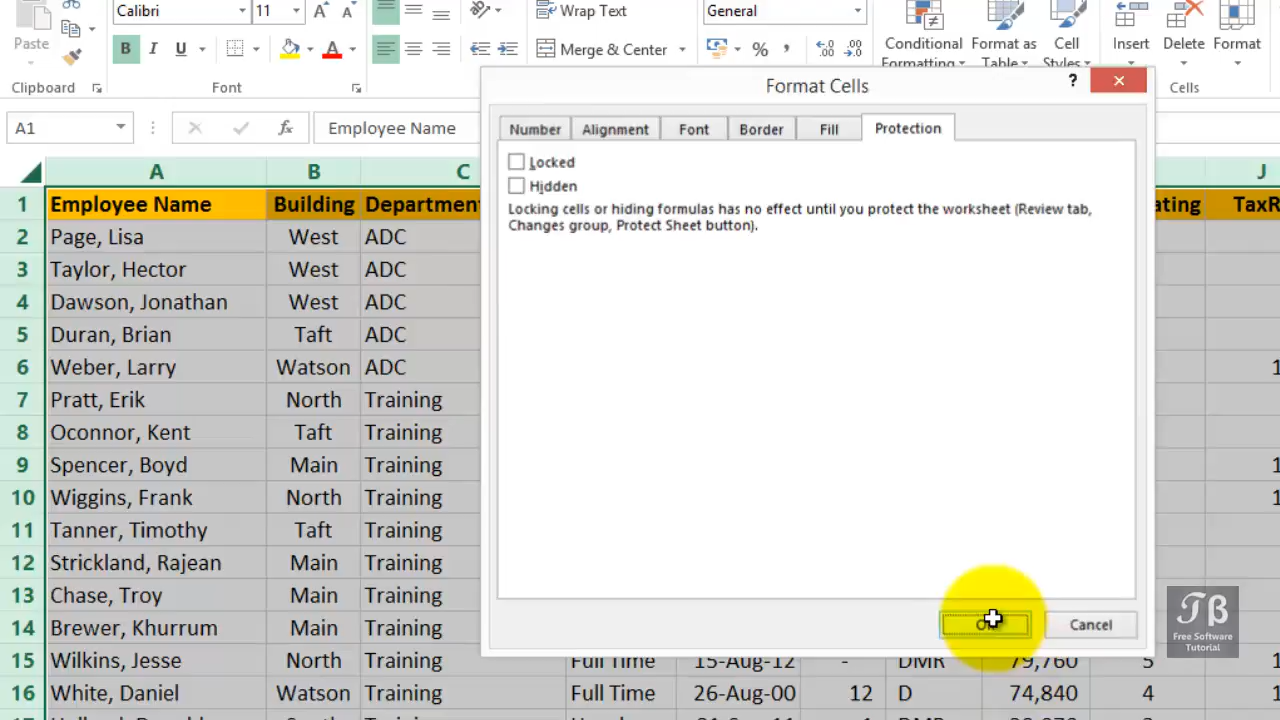 Calibri 11 Wrap Text General
Paste B I U Merge & Center % , Conditional Formatting Format as Table Cell Styles Insert Delete Format
Clipboard Font Cells
A1 fx Employee Name
Format Cells
?
Number Alignment Font Border Fill Protection
Locked
Hidden
Locking cells or hiding formulas has no effect until you protect the worksheet (Review tab,
Changes group, Protect Sheet button).
Cancel
A B C J
1 Employee Name Building Departmen ating TaxR
2 Page, Lisa West ADC
3 Taylor, Hector West ADC
4 Dawson, Jonathan West ADC
5 Duran, Brian Taft ADC
6 Weber, Larry Watson ADC 1
7 Pratt, Erik North Training
8 Oconnor, Kent Taft Training
9 Spencer, Boyd Main Training 1
10 Wiggins, Frank North Training 1
11 Tanner, Timothy Taft Training
12 Strickland, Rajean Main Training
13 Chase, Troy Main Training
14 Brewer, Khurrum Main Training
15 Wilkins, Jesse North Training Full Time 15-Aug-12 - DMR 79,760 5 1
16 White, Daniel Watson Training Full Time 26-Aug-00 12 D 74,840 4 1
TB
Free Software
Tutorial